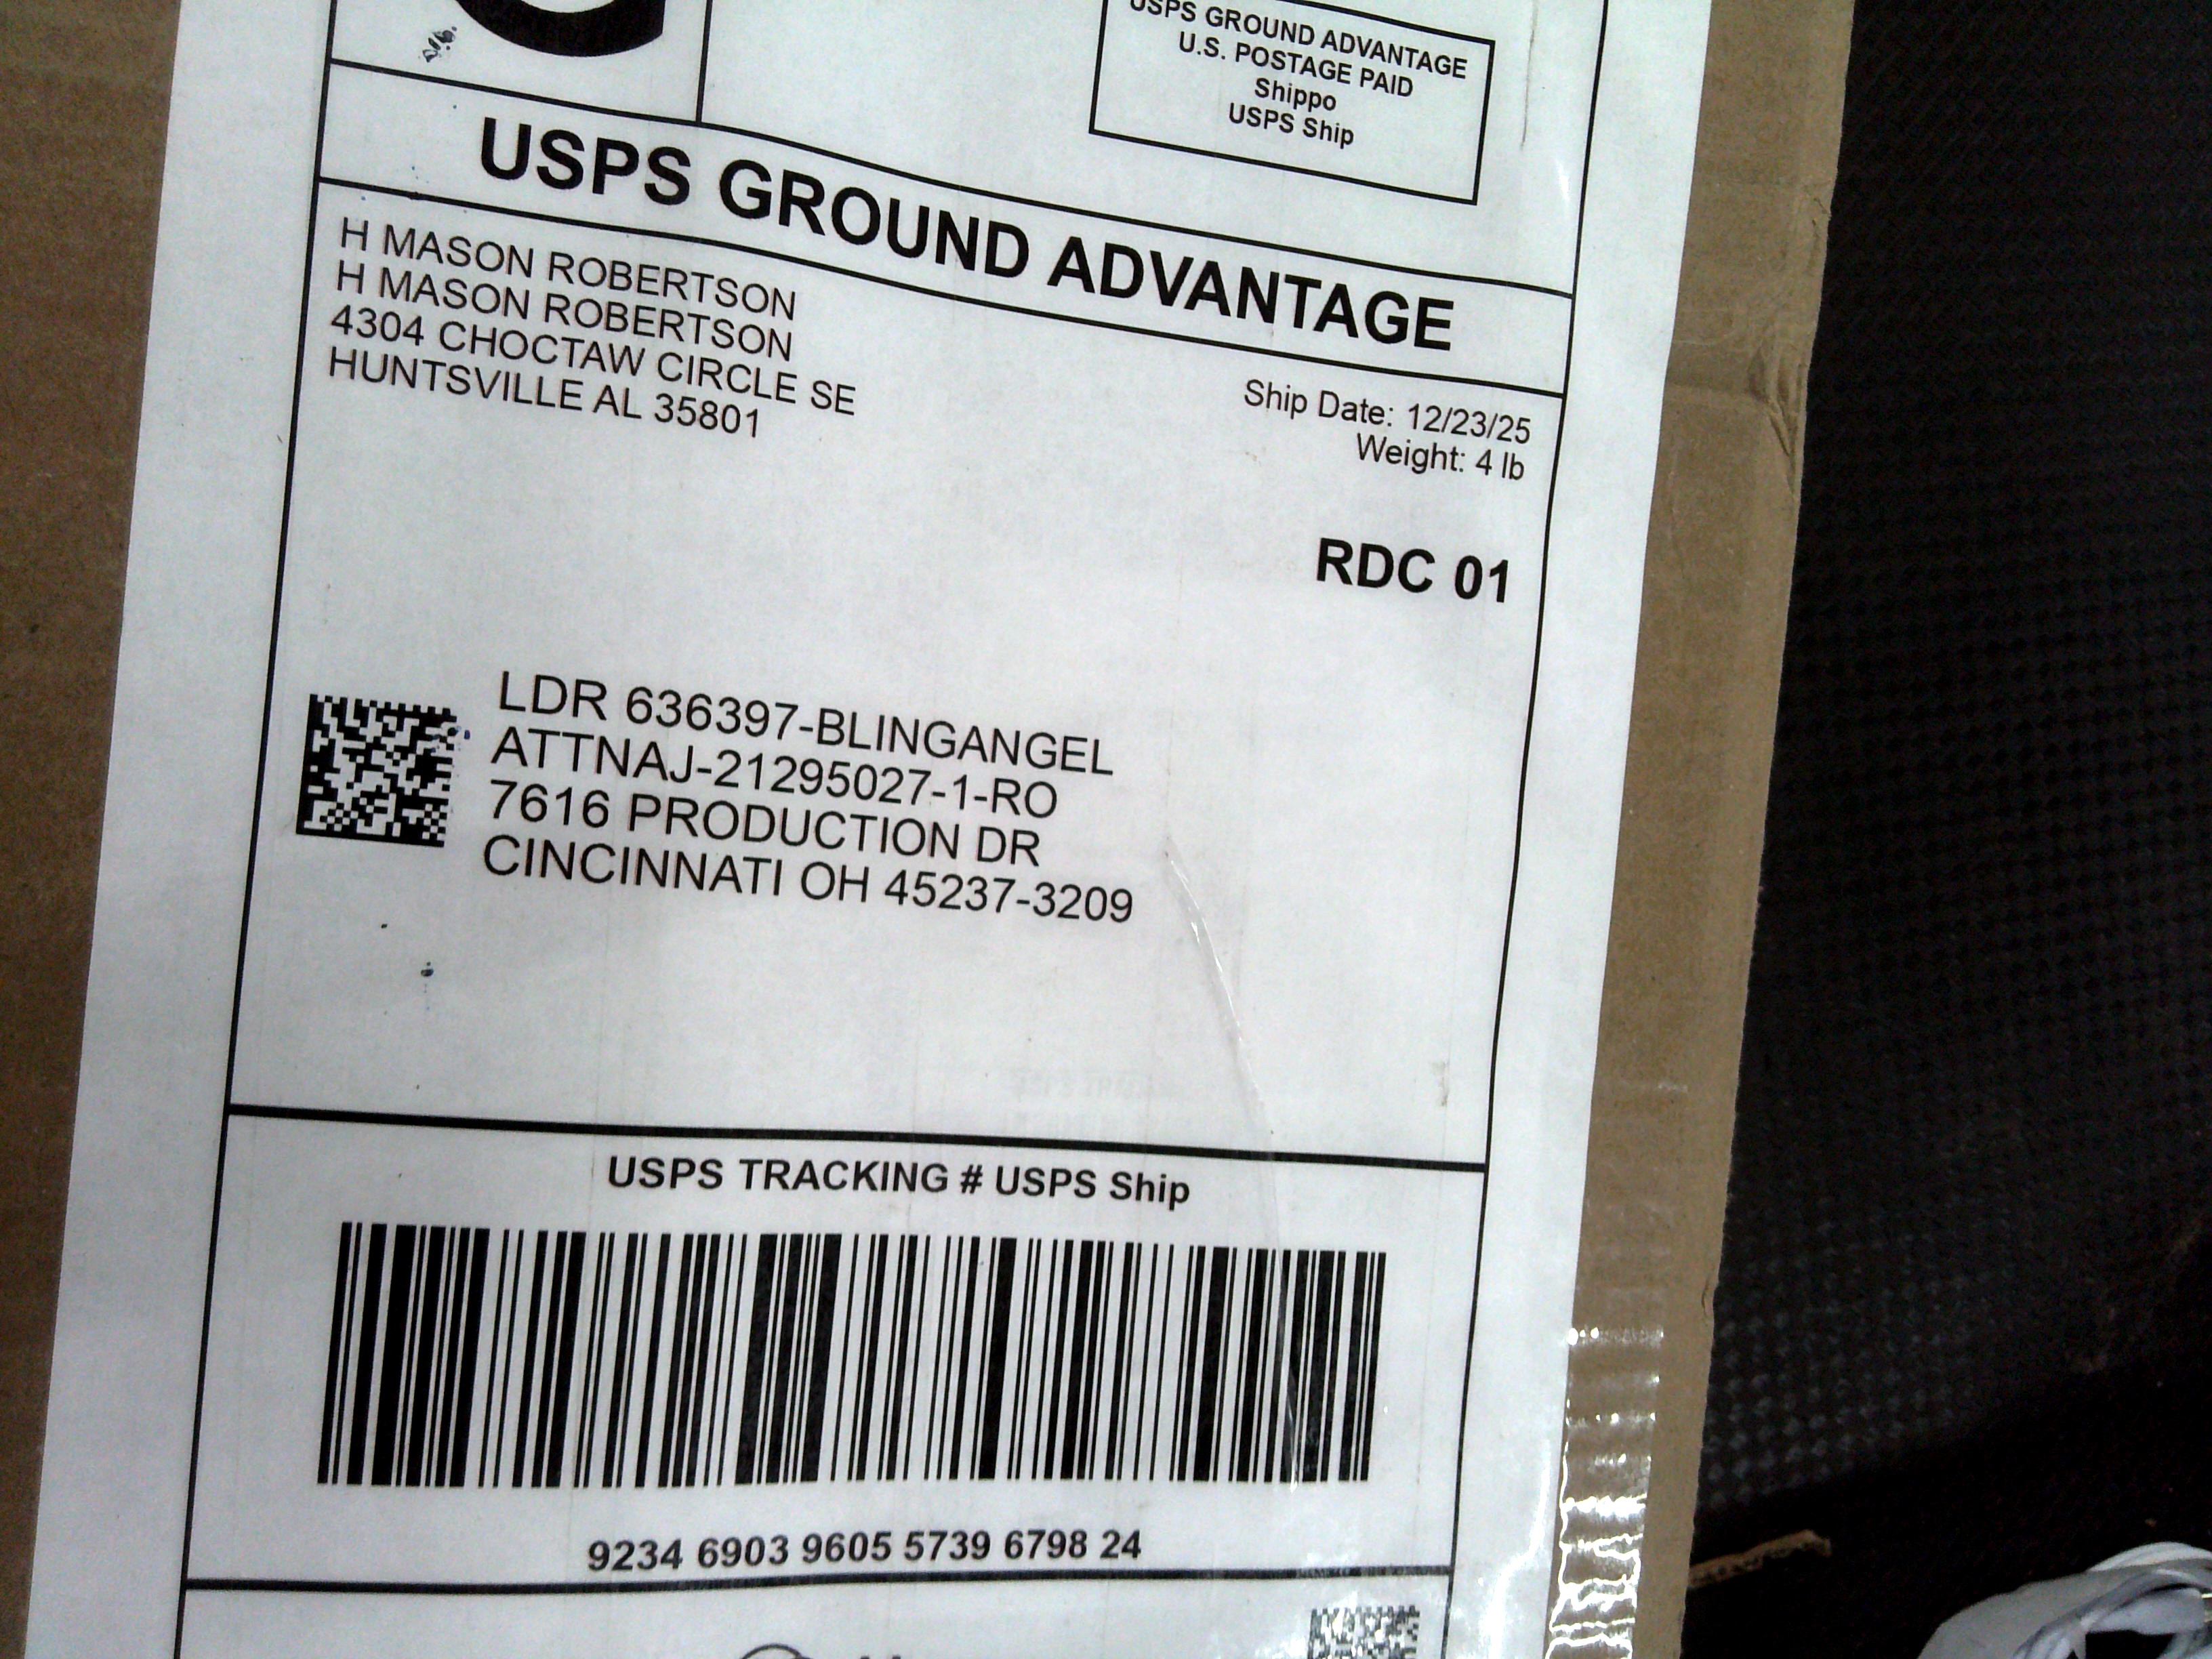 USPS GROUND ADVANTAGE
U.S. POSTAGE PAID
Shippo
USPS Ship
USPS GROUND ADVANTAGE
H MASON ROBERTSON
H MASON ROBERTSON
4304 CHOCTAW CIRCLE SE
HUNTSVILLE AL 35801
Ship Date: 12/23/25
Weight: 4 lb
RDC 01
LDR 636397-BLINGANGEL
ATTNAJ-21295027-1-RO
7616 PRODUCTION DR
CINCINNATI OH 45237-3209
USPS TRACKING # USPS Ship
9234 6903 9605 5739 6798 24